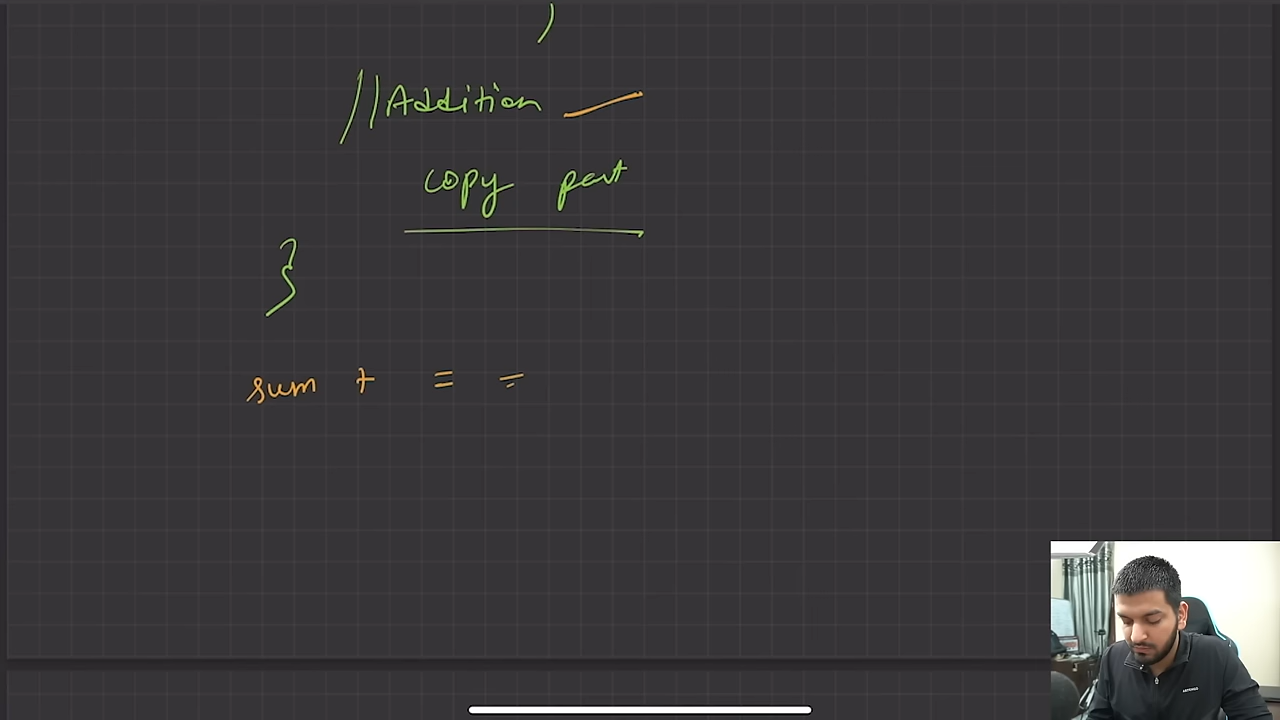 )
//Addition
copy part
}
sum + = =